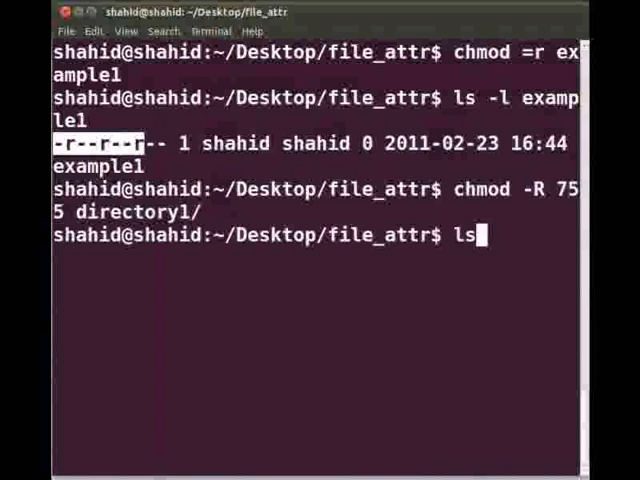 shahid@shahid: ~/Desktop/file_attr
File Edit View Search Terminal Help
shahid@shahid:~/Desktop/file_attr$ chmod =r ex
ample1
shahid@shahid:~/Desktop/file_attr$ ls -l examp
le1
-r--r--r-- 1 shahid shahid 0 2011-02-23 16:44
example1
shahid@shahid:~/Desktop/file_attr$ chmod -R 75
5 directory1/
shahid@shahid:~/Desktop/file_attr$ ls